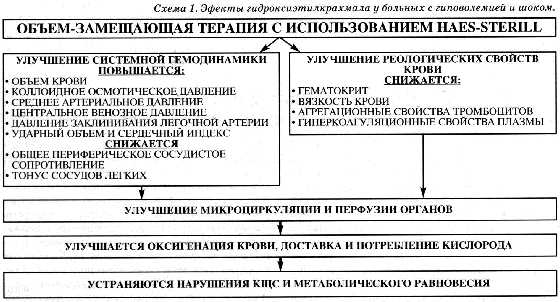 Схема 1. Эфекты гидроксиэтилкрахмала у больных с гиповолемией и шоком.
ОБЪЕМ-ЗАМЕЩАЮЩАЯ ТЕРАПИЯ С ИСПОЛЬЗОВАНИЕМ HAES-STERILL
УЛУЧШЕНИЕ СИСТЕМНОЙ ГЕМОДИНАМИКИ
ПОВЫШАЕТСЯ:
• ОБЪЕМ КРОВИ
• КОЛЛОИДНОЕ ОСМОТИЧЕСКОЕ ДАВЛЕНИЕ
• СРЕДНЕЕ АРТЕРИАЛЬНОЕ ДАВЛЕНИЕ
• ЦЕНТРАЛЬНОЕ ВЕНОЗНОЕ ДАВЛЕНИЕ
• ДАВЛЕНИЕ ЗАКЛИНИВАНИЯ ЛЕГОЧНОЙ АРТЕРИИ
• УДАРНЫЙ ОБЪЕМ И СЕРДЕЧНЫЙ ИНДЕКС
СНИЖАЕТСЯ
• ОБЩЕЕ ПЕРИФЕРИЧЕСКОЕ СОСУДИСТОЕ
СОПРОТИВЛЕНИЕ
• ТОНУС СОСУДОВ ЛЕГКИХ
УЛУЧШЕНИЕ РЕОЛОГИЧЕСКИХ СВОЙСТВ
КРОВИ
СНИЖАЕТСЯ:
• ГЕМАТОКРИТ
• ВЯЗКОСТЬ КРОВИ
• АГРЕГАЦИОННЫЕ СВОЙСТВА ТРОМБОЦИТОВ
• ГИПЕРКОАГУЛЯЦИОННЫЕ СВОЙСТВА ПЛАЗМЫ
УЛУЧШЕНИЕ МИКРОЦИРКУЛЯЦИИ И ПЕРФУЗИИ ОРГАНОВ
УЛУЧШАЕТСЯ ОКСИГЕНАЦИЯ КРОВИ, ДОСТАВКА И ПОТРЕБЛЕНИЕ КИСЛОРОДА
УСТРАНЯЮТСЯ НАРУШЕНИЯ КЩС И МЕТАБОЛИЧЕСКОГО РАВНОВЕСИЯ